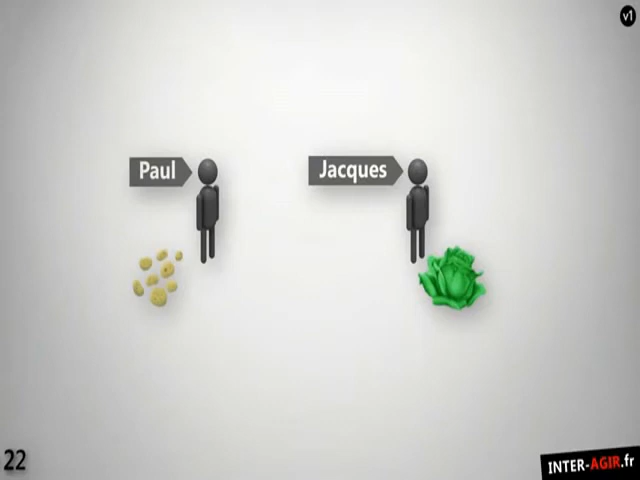 v1
Paul
Jacques
22
INTER-AGIR.fr